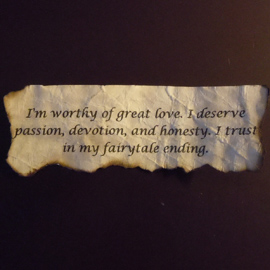 I'm worthy of great love. I deserve
passion, devotion, and honesty. I trust
in my fairytale ending.